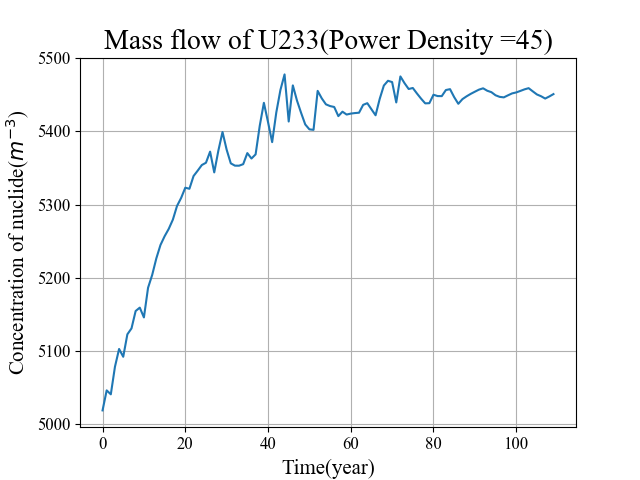 Mass flow of U233(Power Density =45)
5500
5400
5300
5200
5100
5000
Concentration of nuclide(m⁻³)
0 20 40 60 80 100
Time(year)